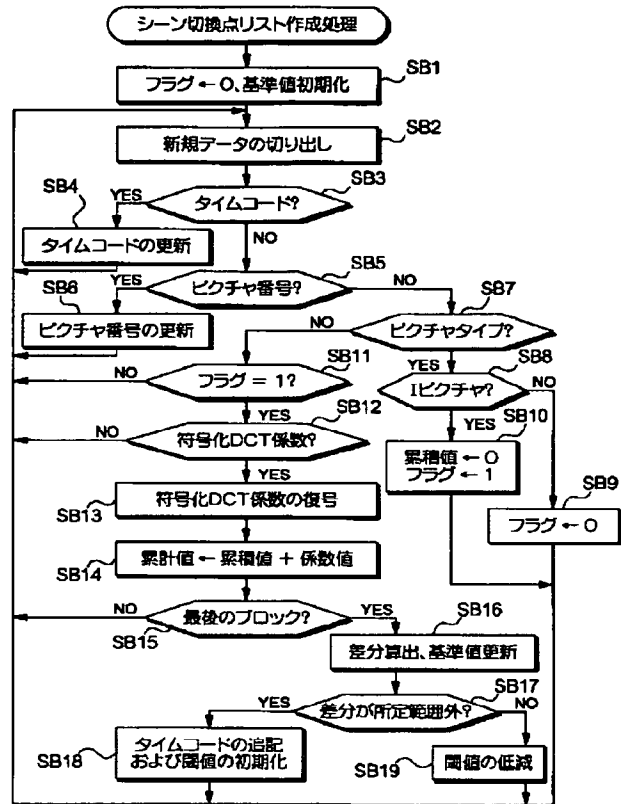 シーン切換点リスト作成処理
SB1
フラグ ← 0、基準値初期化
SB2
新規データの切り出し
SB3
タイムコード?
YES
SB4
タイムコードの更新
NO
SB5
ピクチャ番号?
YES
SB6
ピクチャ番号の更新
NO
SB7
ピクチャタイプ?
NO
YES
SB11
フラグ = 1?
NO
YES
SB8
Iピクチャ?
NO
YES
SB10
累積値 ← 0
フラグ ← 1
SB9
フラグ ← 0
SB12
符号化DCT係数?
NO
YES
符号化DCT係数の復号
SB13
累計値 ← 累積値 + 係数値
SB14
最後のブロック?
NO
YES
SB15
SB16
差分算出、基準値更新
SB17
差分が所定範囲外?
YES
NO
タイムコードの追記
および閾値の初期化
SB18
閾値の低減
SB19